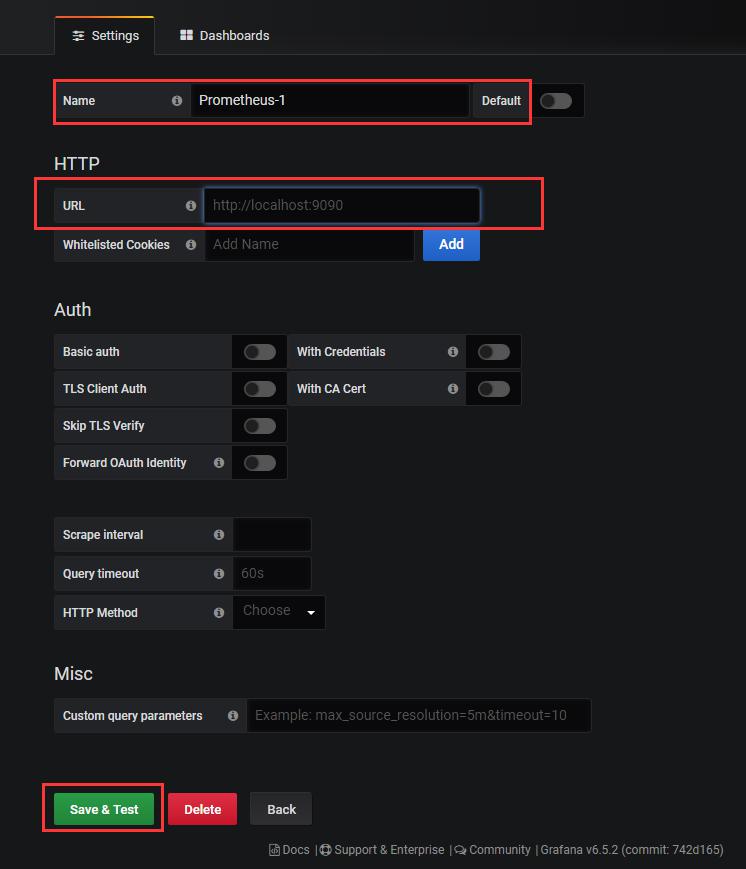 Settings Dashboards
Name Prometheus-1 Default
HTTP
URL http://localhost:9090
Whitelisted Cookies Add Name Add
Auth
Basic auth With Credentials
TLS Client Auth With CA Cert
Skip TLS Verify
Forward OAuth Identity
Scrape interval
Query timeout 60s
HTTP Method Choose
Misc
Custom query parameters Example: max_source_resolution=5m&timeout=10
Save & Test Delete Back
Docs | Support & Enterprise | Community | Grafana v6.5.2 (commit: 742d165)